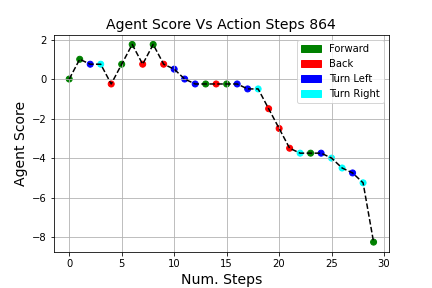 Agent Score Vs Action Steps 864
Agent Score
2
0
−2
−4
−6
−8
Forward
Back
Turn Left
Turn Right
0 5 10 15 20 25 30
Num. Steps